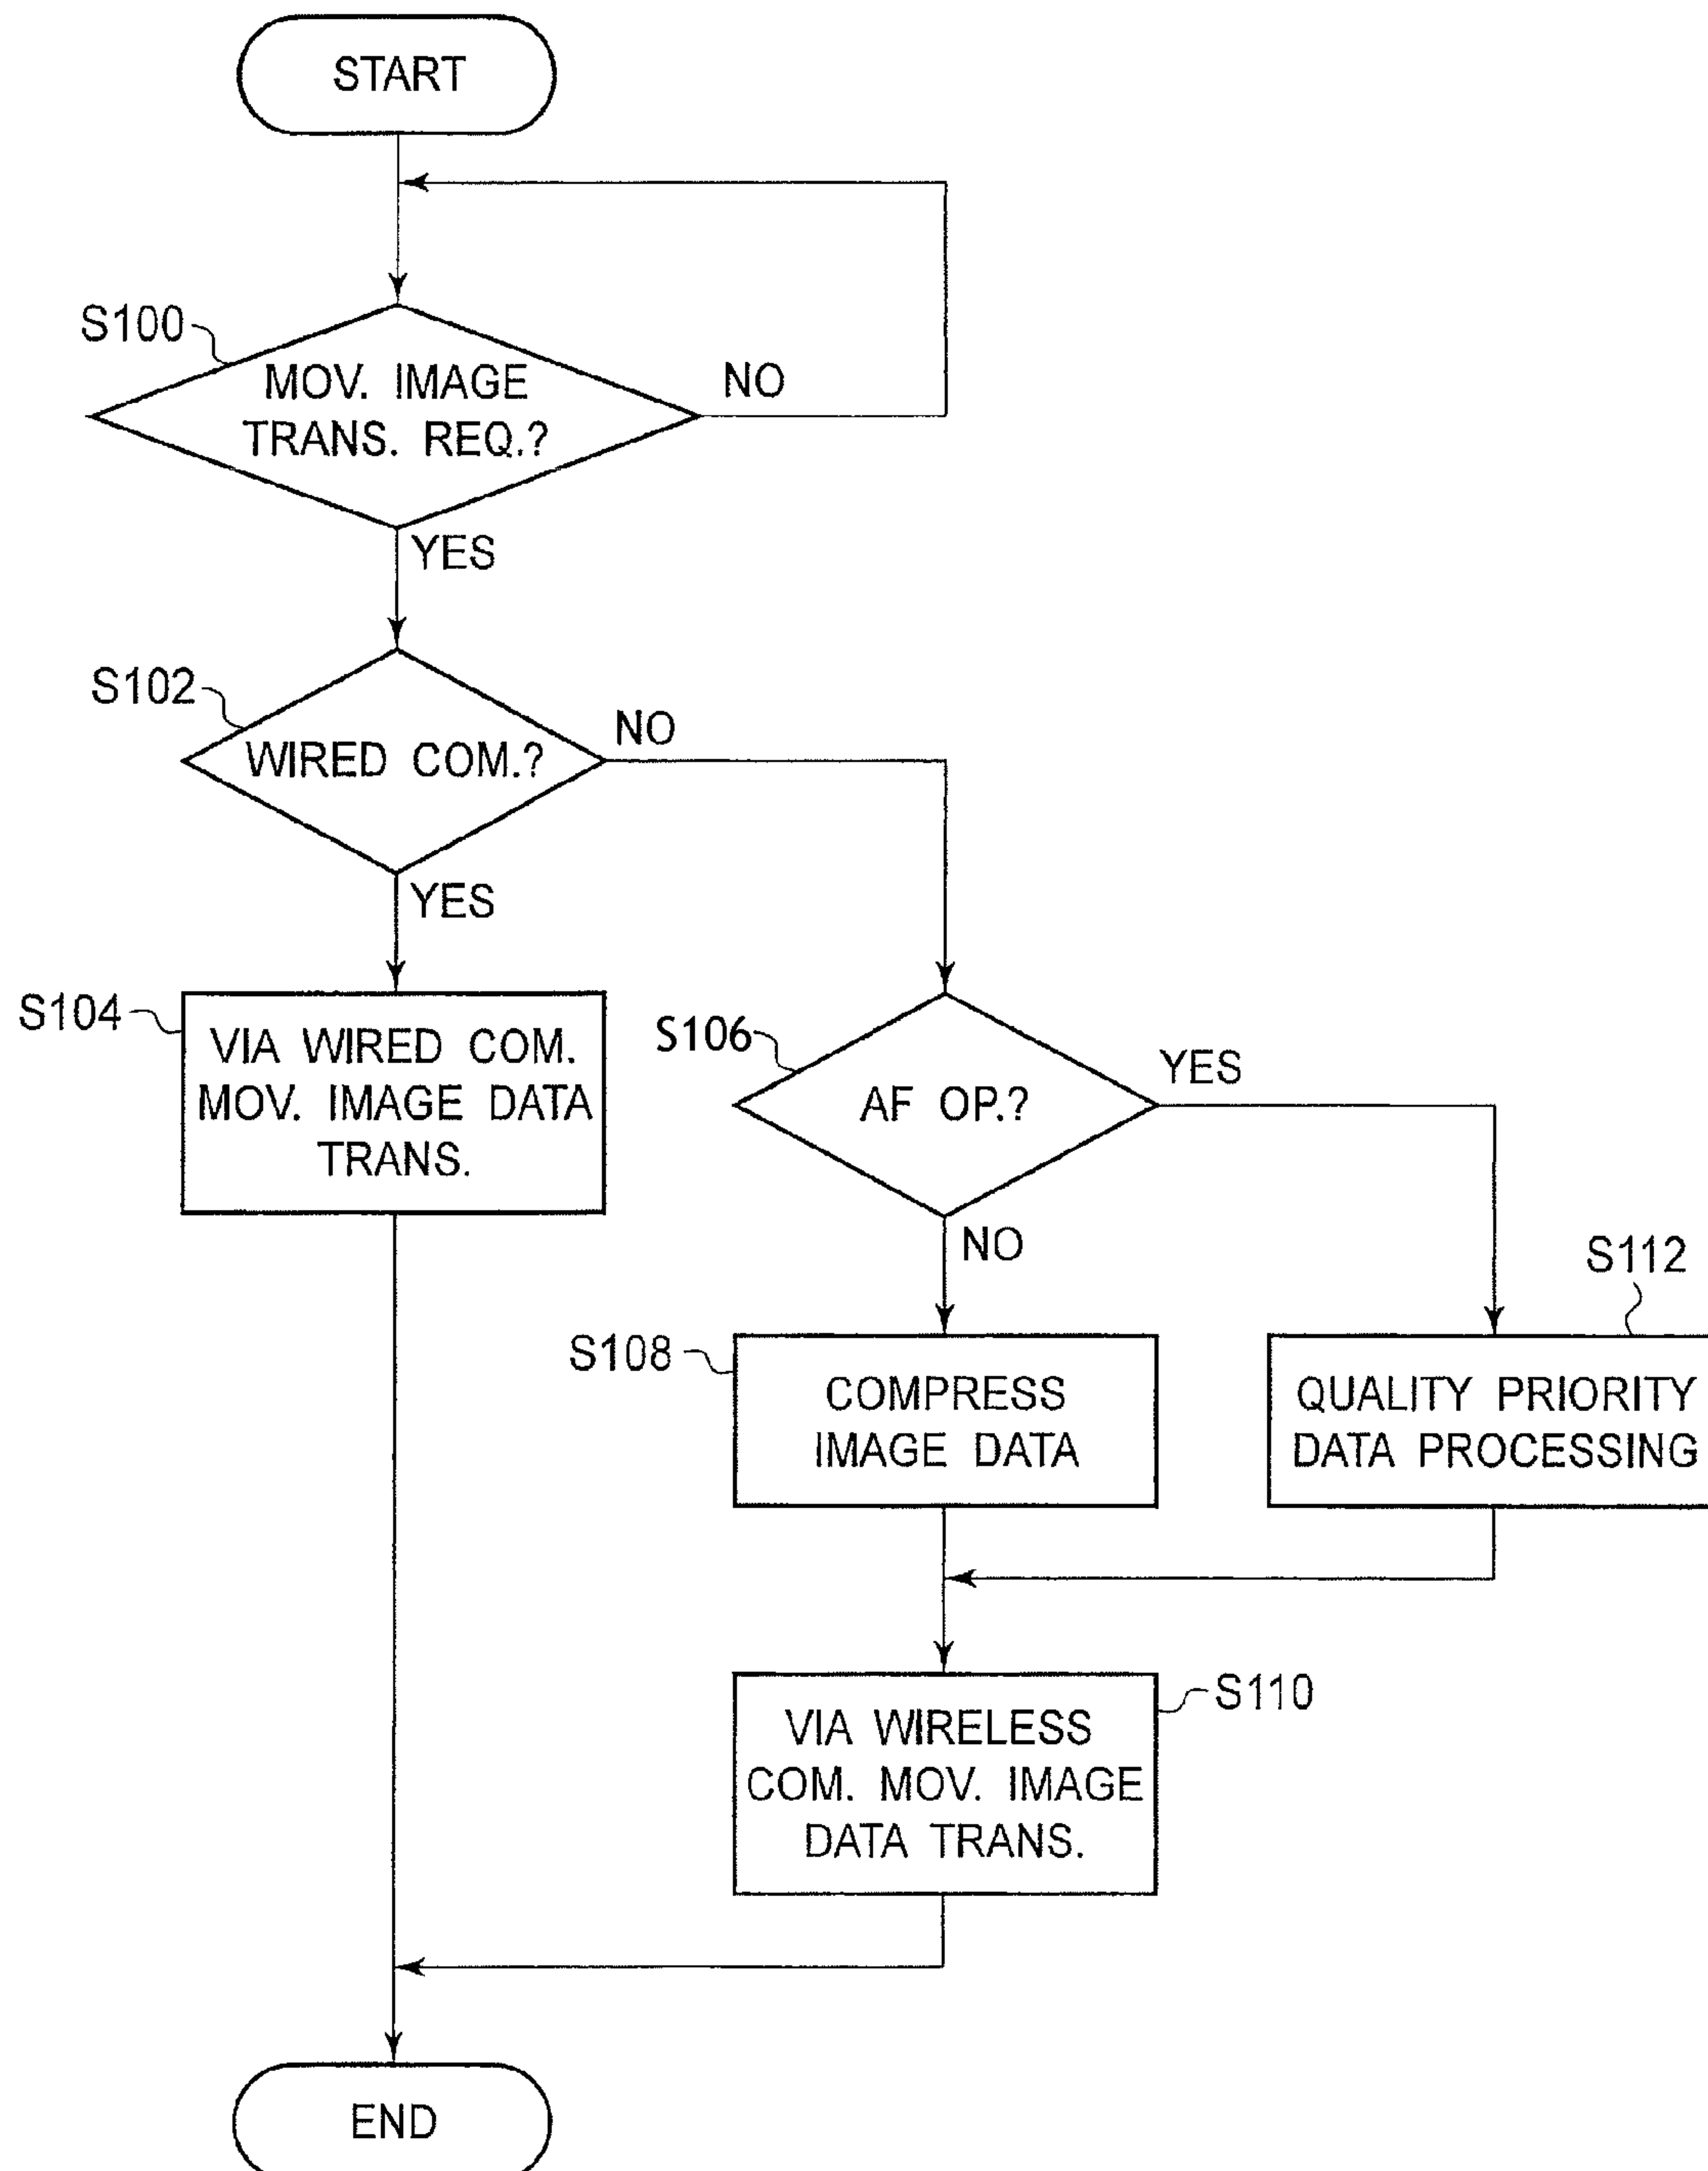 START
S100
MOV. IMAGE
TRANS. REQ.?
NO
YES
S102
WIRED COM.?
NO
YES
S104
VIA WIRED COM.
MOV. IMAGE DATA
TRANS.
S106
AF OP.?
YES
NO
S108
COMPRESS
IMAGE DATA
S112
QUALITY PRIORITY
DATA PROCESSING
S110
VIA WIRELESS
COM. MOV. IMAGE
DATA TRANS.
END